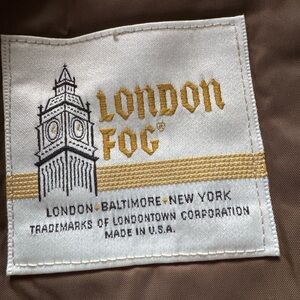 LONDON
FOG®
LONDON·BALTIMORE·NEW YORK
TRADEMARKS OF LONDONTOWN CORPORATION
MADE IN U.S.A.